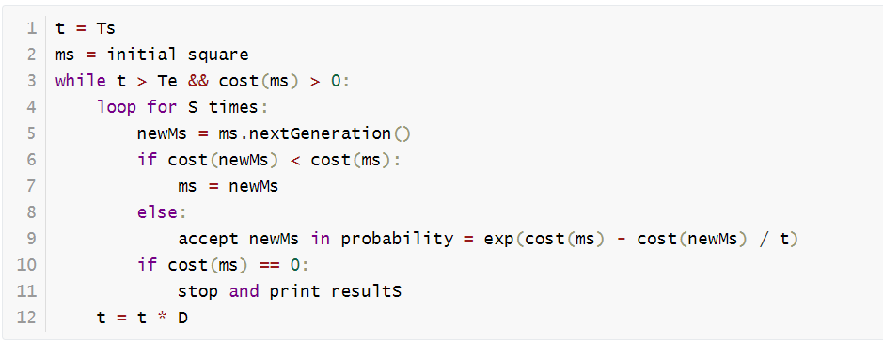 1 t = Ts
2 ms = initial square
3 while t > Te && cost(ms) > 0:
4 loop for S times:
5 newMs = ms.nextGeneration()
6 if cost(newMs) < cost(ms):
7 ms = newMs
8 else:
9 accept newMs in probability = exp(cost(ms) - cost(newMs) / t)
10 if cost(ms) == 0:
11 stop and print resultS
12 t = t * D